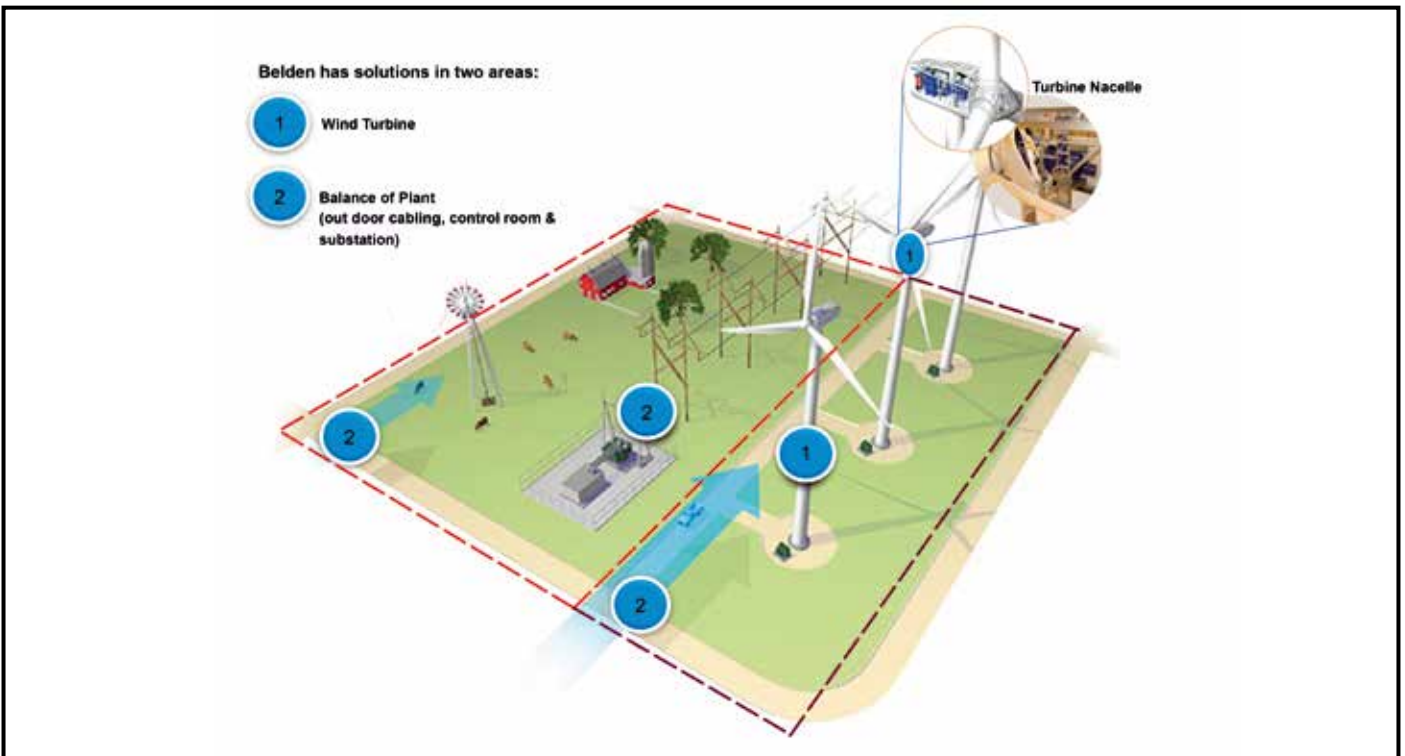 Belden has solutions in two areas:
1
Wind Turbine
2
Balance of Plant
(out door cabling, control room &
substation)
Turbine Nacelle
1
2
2
1
2